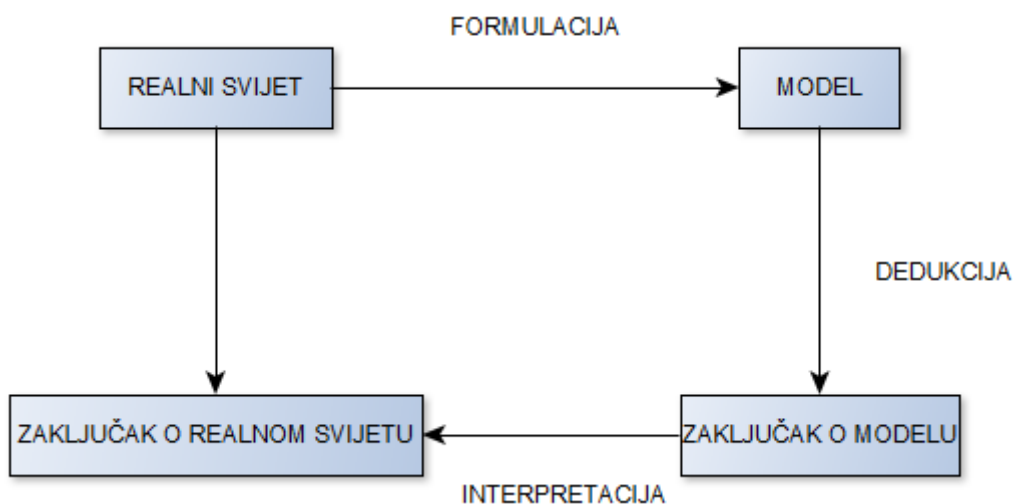 FORMULACIJA
REALNI SVIJET
MODEL
DEDUKCIJA
ZAKLJUČAK O REALNOM SVIJETU
ZAKLJUČAK O MODELU
INTERPRETACIJA